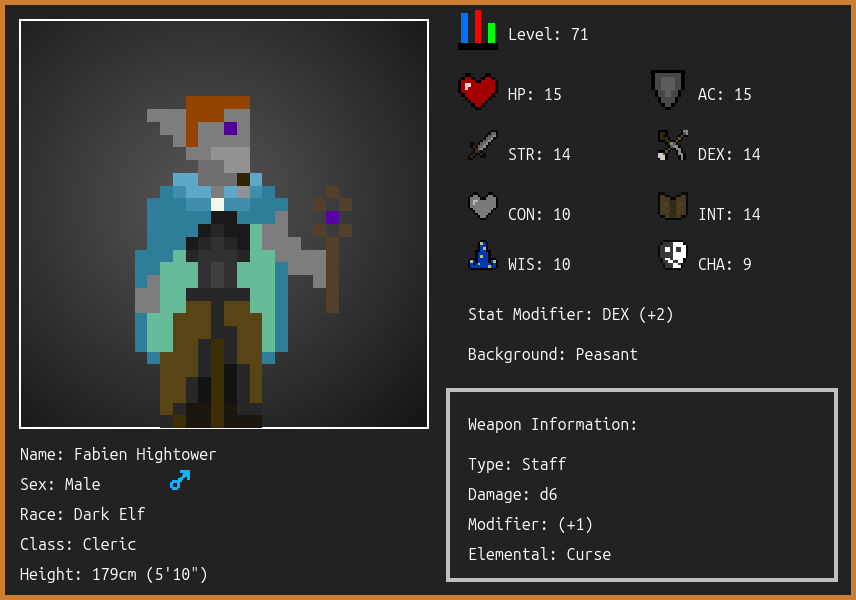 Level: 71
HP: 15
AC: 15
STR: 14
DEX: 14
CON: 10
INT: 14
WIS: 10
CHA: 9
Stat Modifier: DEX (+2)
Background: Peasant
Weapon Information:
Type: Staff
Damage: d6
Modifier: (+1)
Elemental: Curse
Name: Fabien Hightower
Sex: Male
Race: Dark Elf
Class: Cleric
Height: 179cm (5'10")